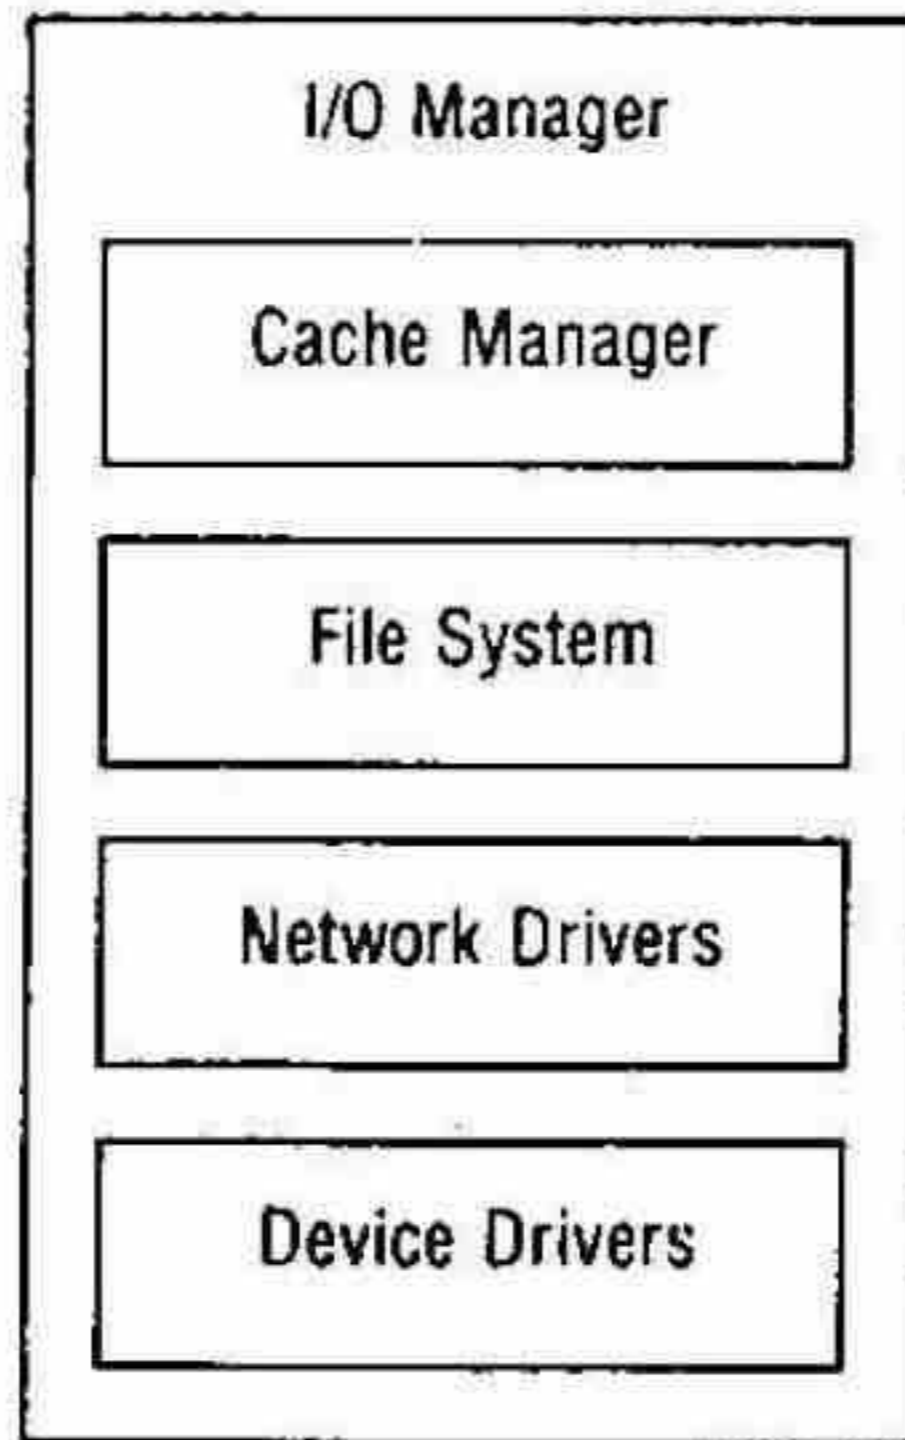 I/O Manager
Cache Manager
File System
Network Drivers
Device Drivers